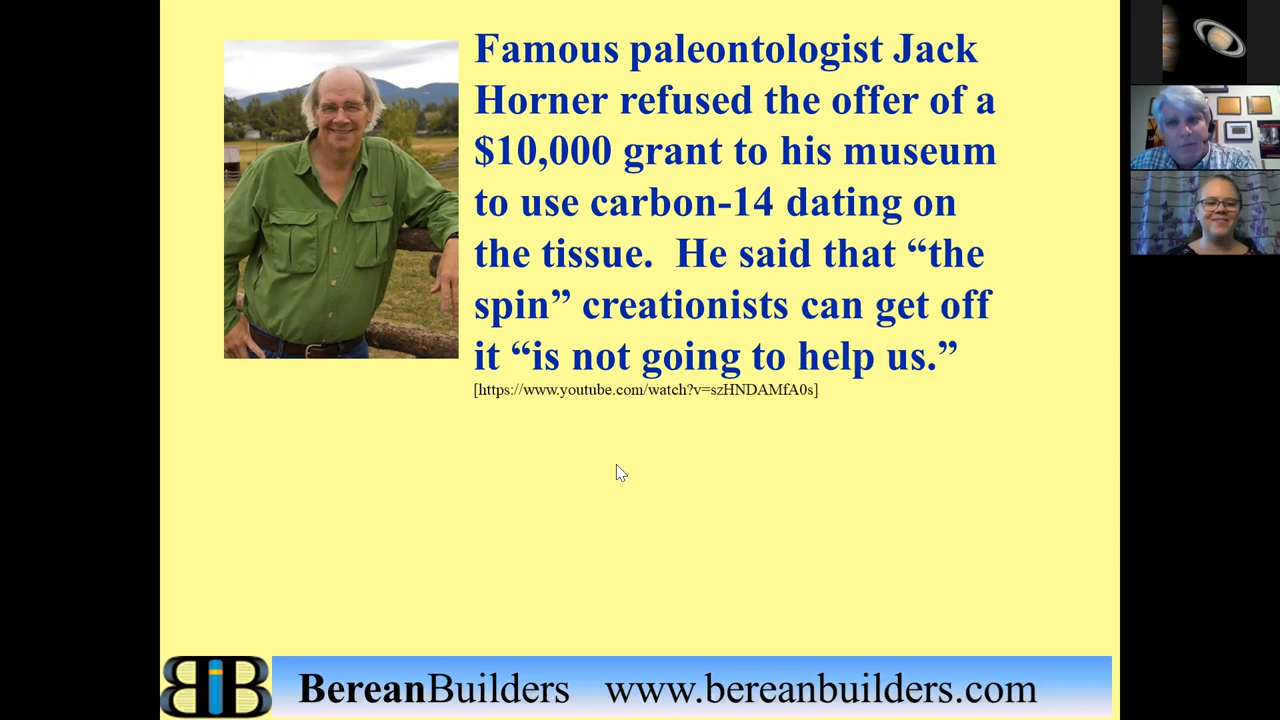 Famous paleontologist Jack
Horner refused the offer of a
$10,000 grant to his museum
to use carbon-14 dating on
the tissue.  He said that “the
spin” creationists can get off
it “is not going to help us.”
[https://www.youtube.com/watch?v=szHNDAMfA0s]
BiB
BereanBuilders www.bereanbuilders.com